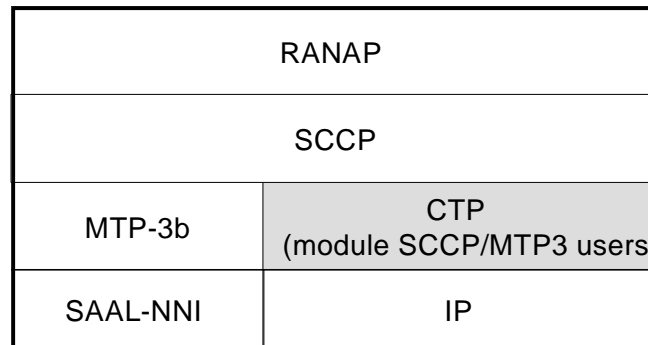 RANAP
SCCP
MTP-3b
CTP
(module SCCP/MTP3 users
SAAL-NNI
IP